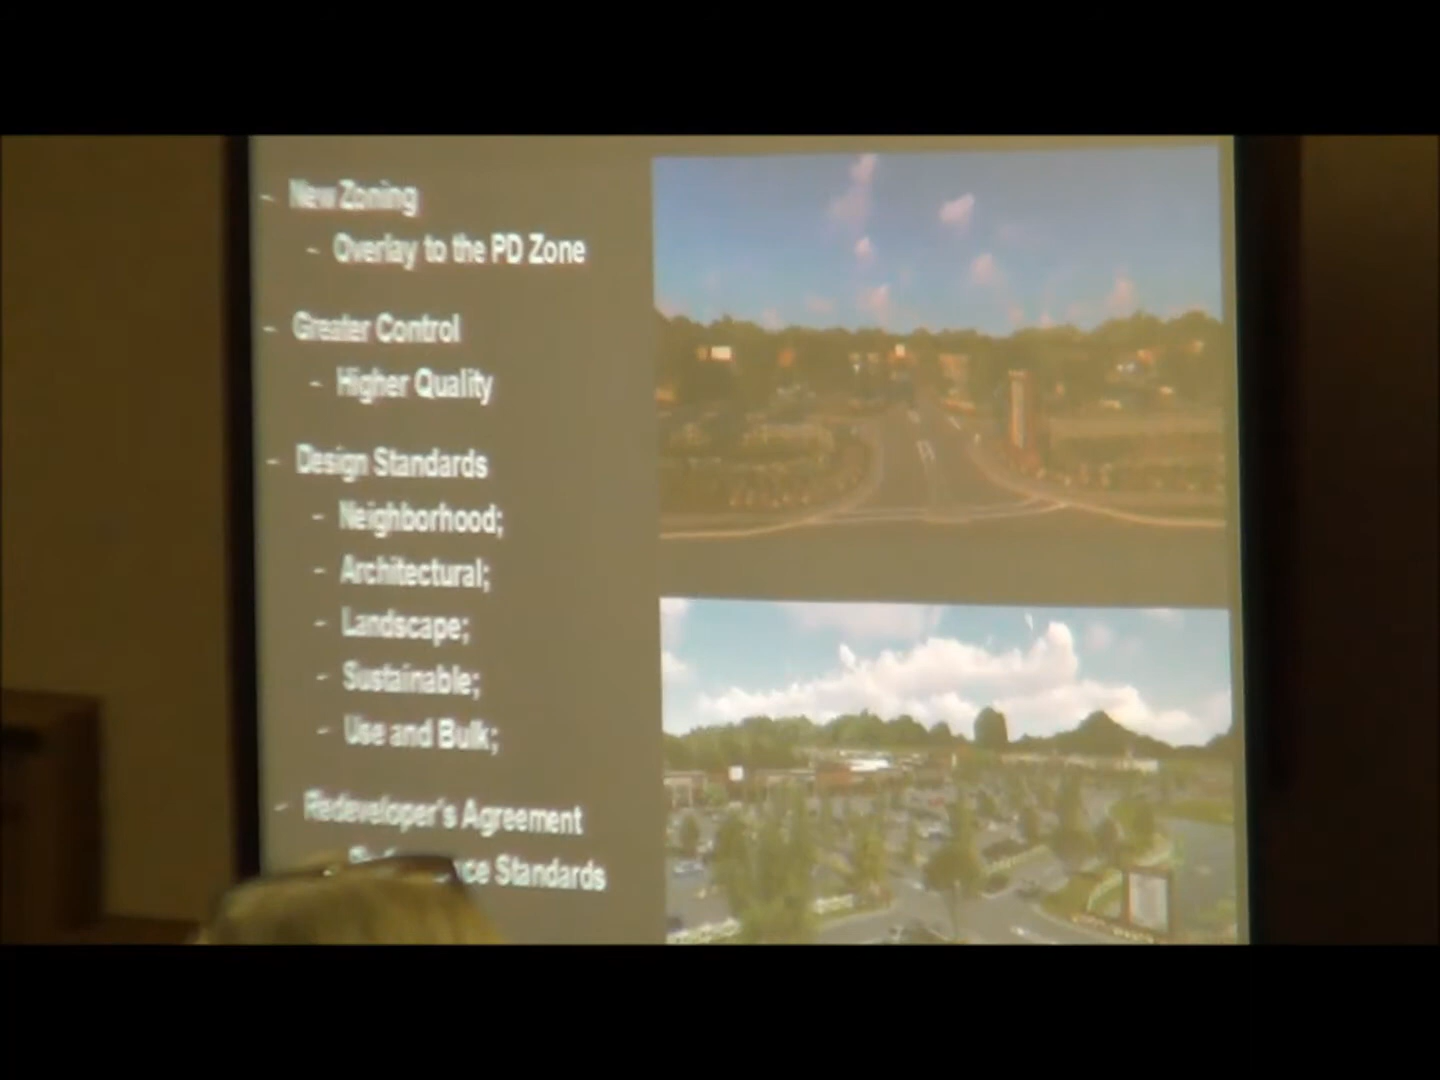 - New Zoning
- Overlay to the PD Zone
- Greater Control
- Higher Quality
- Design Standards
- Neighborhood;
- Architectural;
- Landscape;
- Sustainable;
- Use and Bulk;
- Redeveloper's Agreement
Standards